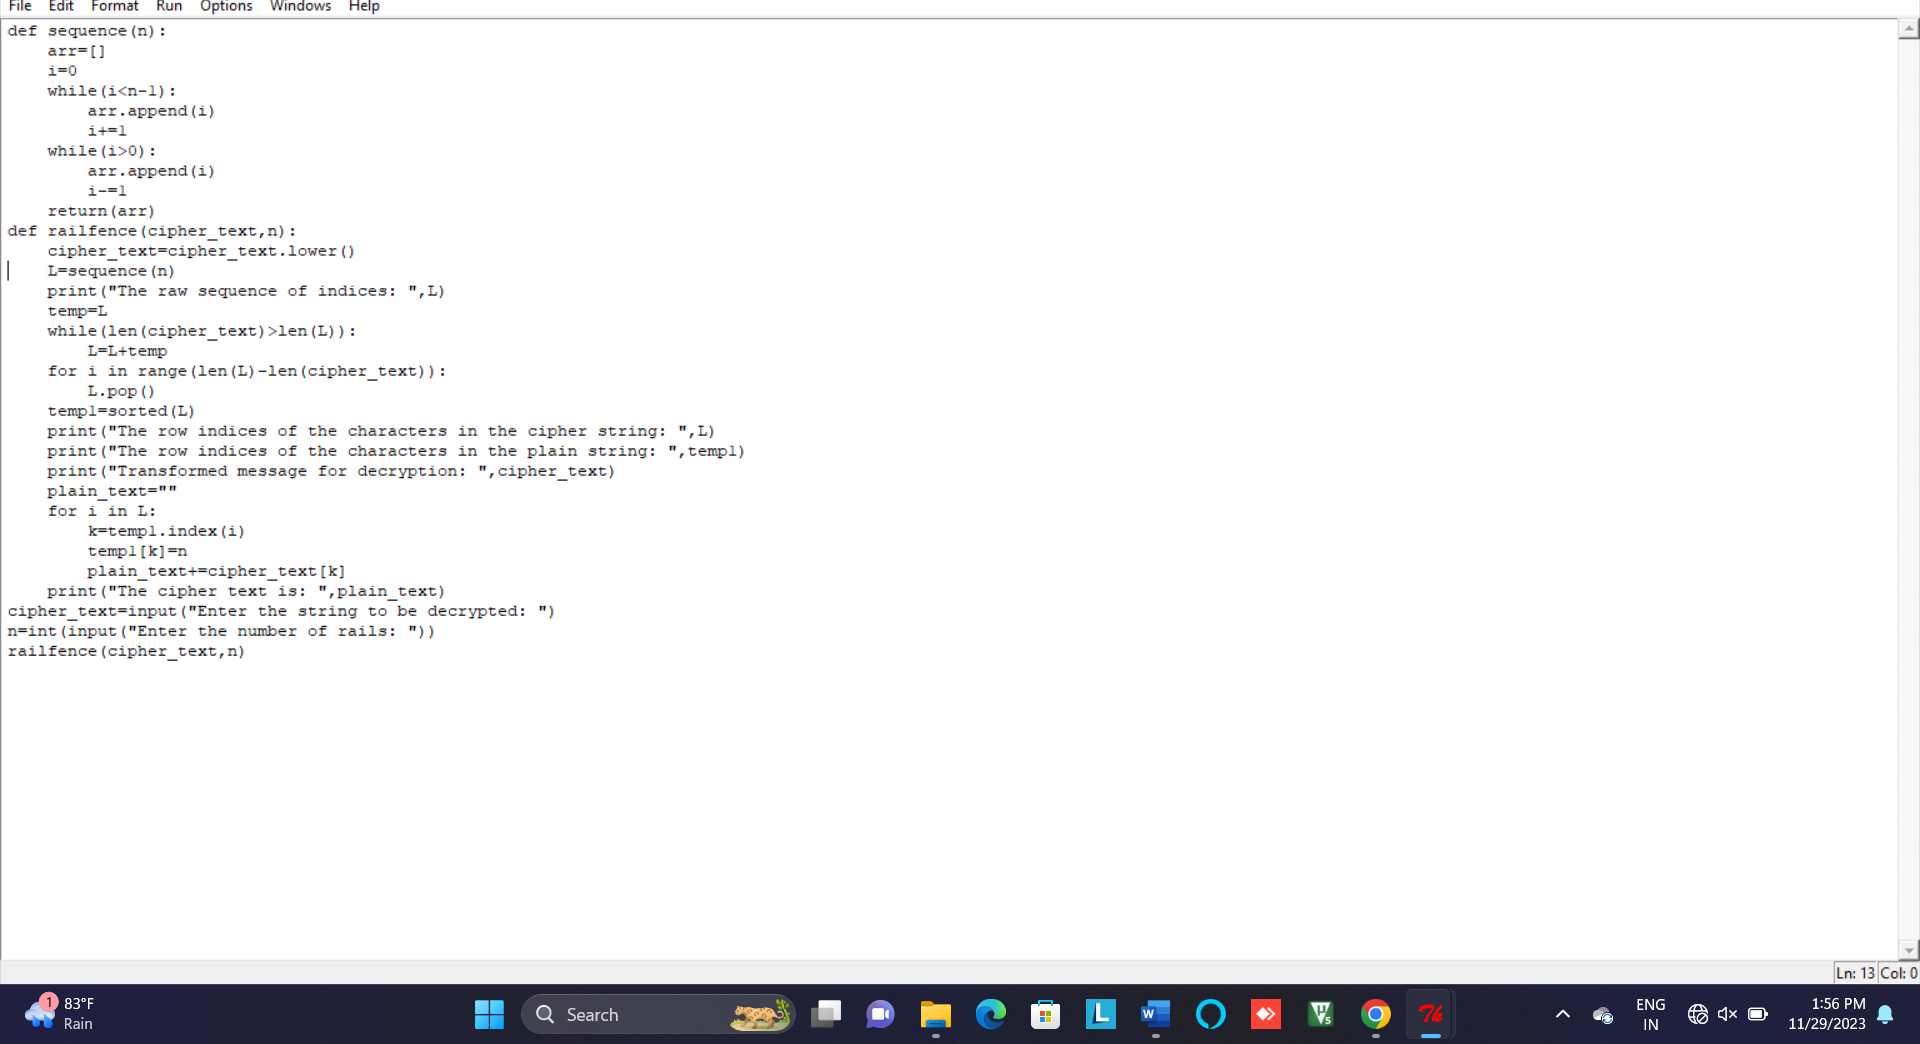 File Edit Format Run Options Windows Help
def sequence(n):
    arr=[]
    i=0
    while(i<n-1):
        arr.append(i)
        i+=1
    while(i>0):
        arr.append(i)
        i-=1
    return(arr)
def railfence(cipher_text,n):
    cipher_text=cipher_text.lower()
    L=sequence(n)
    print("The raw sequence of indices: ",L)
    temp=L
    while(len(cipher_text)>len(L)):
        L=L+temp
    for i in range(len(L)-len(cipher_text)):
        L.pop()
    temp1=sorted(L)
    print("The row indices of the characters in the cipher string: ",L)
    print("The row indices of the characters in the plain string: ",temp1)
    print("Transformed message for decryption: ",cipher_text)
    plain_text=""
    for i in L:
        k=temp1.index(i)
        temp1[k]=n
        plain_text+=cipher_text[k]
    print("The cipher text is: ",plain_text)
cipher_text=input("Enter the string to be decrypted: ")
n=int(input("Enter the number of rails: "))
railfence(cipher_text,n)
Ln: 13 Col: 0
1 83°F
Rain
Search
L
W
V5
7k
ENG
IN
1:56 PM
11/29/2023